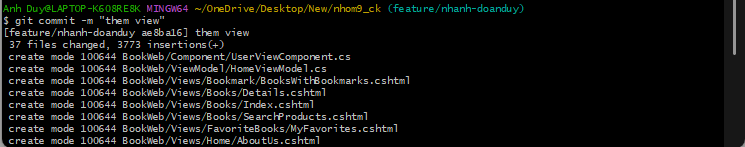 Anh Duy@LAPTOP-K608RE8K MINGW64 ~/OneDrive/Desktop/New/nhom9_ck (feature/nhanh-doanduy)
$ git commit -m "them view"
[feature/nhanh-doanduy ae8ba16] them view
 37 files changed, 3773 insertions(+)
 create mode 100644 BookWeb/Component/UserViewComponent.cs
 create mode 100644 BookWeb/ViewModel/HomeViewModel.cs
 create mode 100644 BookWeb/Views/Bookmark/BooksWithBookmarks.cshtml
 create mode 100644 BookWeb/Views/Books/Details.cshtml
 create mode 100644 BookWeb/Views/Books/Index.cshtml
 create mode 100644 BookWeb/Views/Books/SearchProducts.cshtml
 create mode 100644 BookWeb/Views/FavoriteBooks/MyFavorites.cshtml
 create mode 100644 BookWeb/Views/Home/AboutUs.cshtml